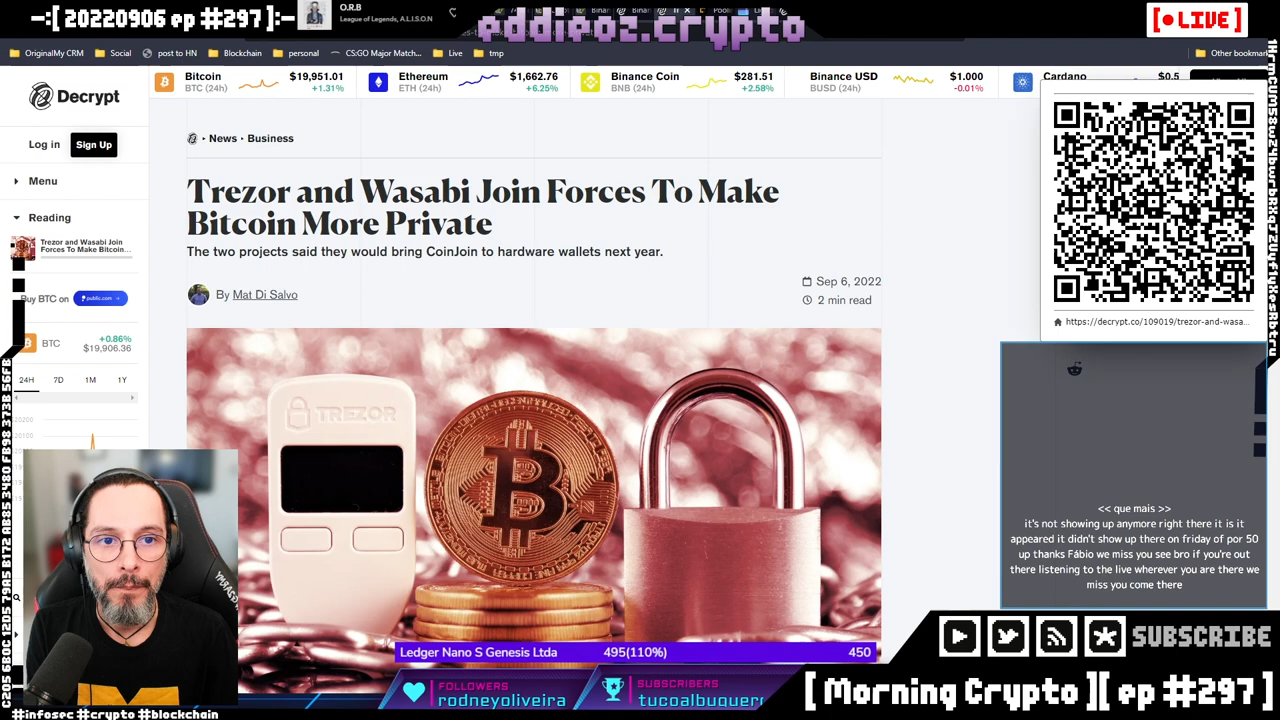 -:[ 20220906 ep #297 ]:-
O.R.B
League of Legends, A.L.I.S.O.N
eddieoz.crypto
[ LIVE ]
OriginalMy CRM
Social
post to HN
Blockchain
personal
CS:GO Major Match...
Live
tmp
Other bookmar
Decrypt
Bitcoin
BTC (24h)
$19,951.01
+1.31%
Ethereum
ETH (24h)
$1,662.76
+6.25%
Binance Coin
BNB (24h)
$281.51
+2.58%
Binance USD
BUSD (24h)
$1.000
-0.01%
Cardano
$0.5
Log in
Sign Up
Menu
Reading
Trezor and Wasabi Join
Forces To Make Bitcoin...
Buy BTC on
public.com
BTC
+0.86%
$19,906.36
24H
7D
1M
1Y
20200
20100
News · Business
Trezor and Wasabi Join Forces To Make
Bitcoin More Private
The two projects said they would bring CoinJoin to hardware wallets next year.
By Mat Di Salvo
Sep 6, 2022
2 min read
TREZOR
https://decrypt.co/109019/trezor-and-wasa...
<< que mais >>
it's not showing up anymore right there it is it
appeared it didn't show up there on friday of por 50
up thanks Fábio we miss you see bro if you're out
there listening to the live wherever you are there we
miss you come there
Ledger Nano S Genesis Ltda
495(110%)
450
FOLLOWERS
rodneyoliveira
SUBSCRIBERS
SUBSCRIBE
[ Morning Crypto ][ ep #297 ]
#infosec #crypto #blockchain